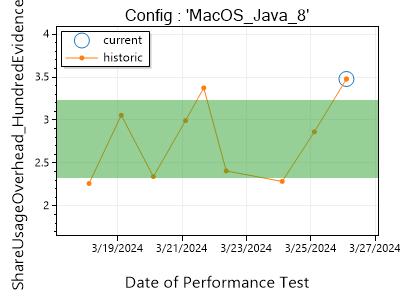 Config : 'MacOS_Java_8'
current
historic
ShareUsageOverhead_HundredEvidence
4
3.5
3
2.5
2
3/19/2024
3/21/2024
3/23/2024
3/25/2024
3/27/2024
Date of Performance Test